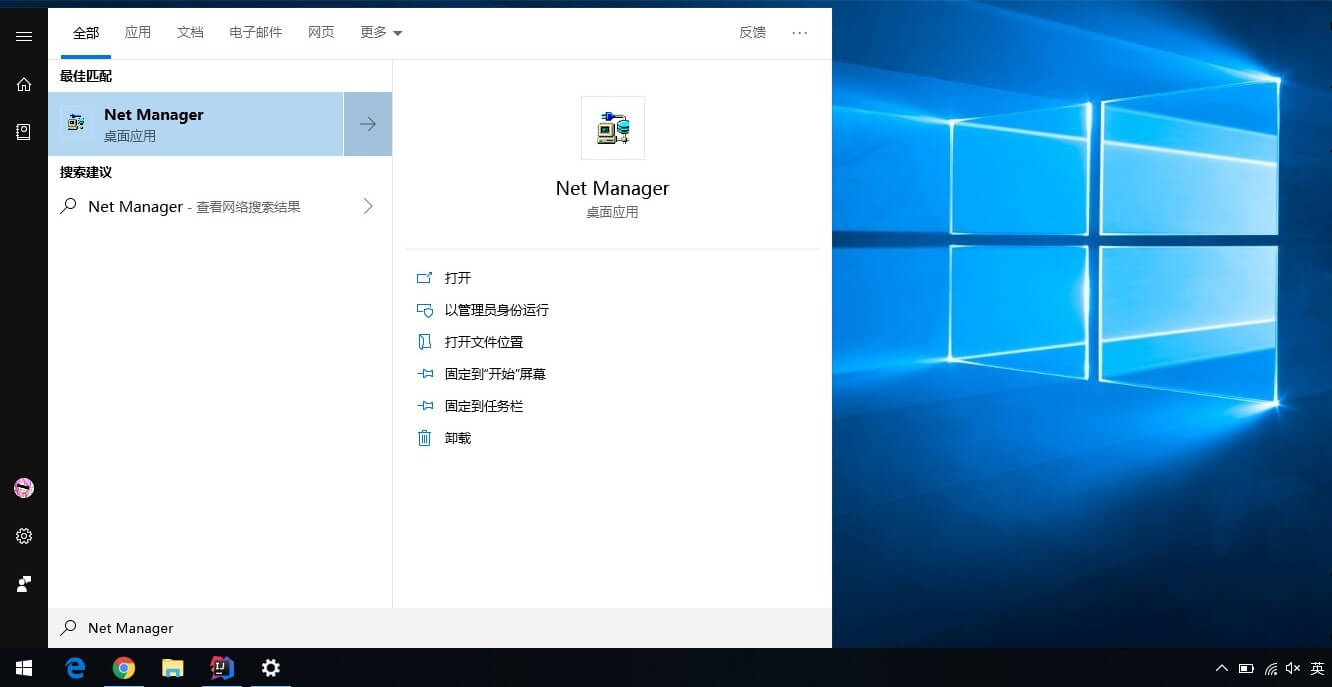 全部 应用 文档 电子邮件 网页 更多 反馈 ···
最佳匹配
Net Manager
桌面应用
搜索建议
Net Manager - 查看网络搜索结果
Net Manager
桌面应用
打开
以管理员身份运行
打开文件位置
固定到"开始"屏幕
固定到任务栏
卸载
Net Manager
IJ
英